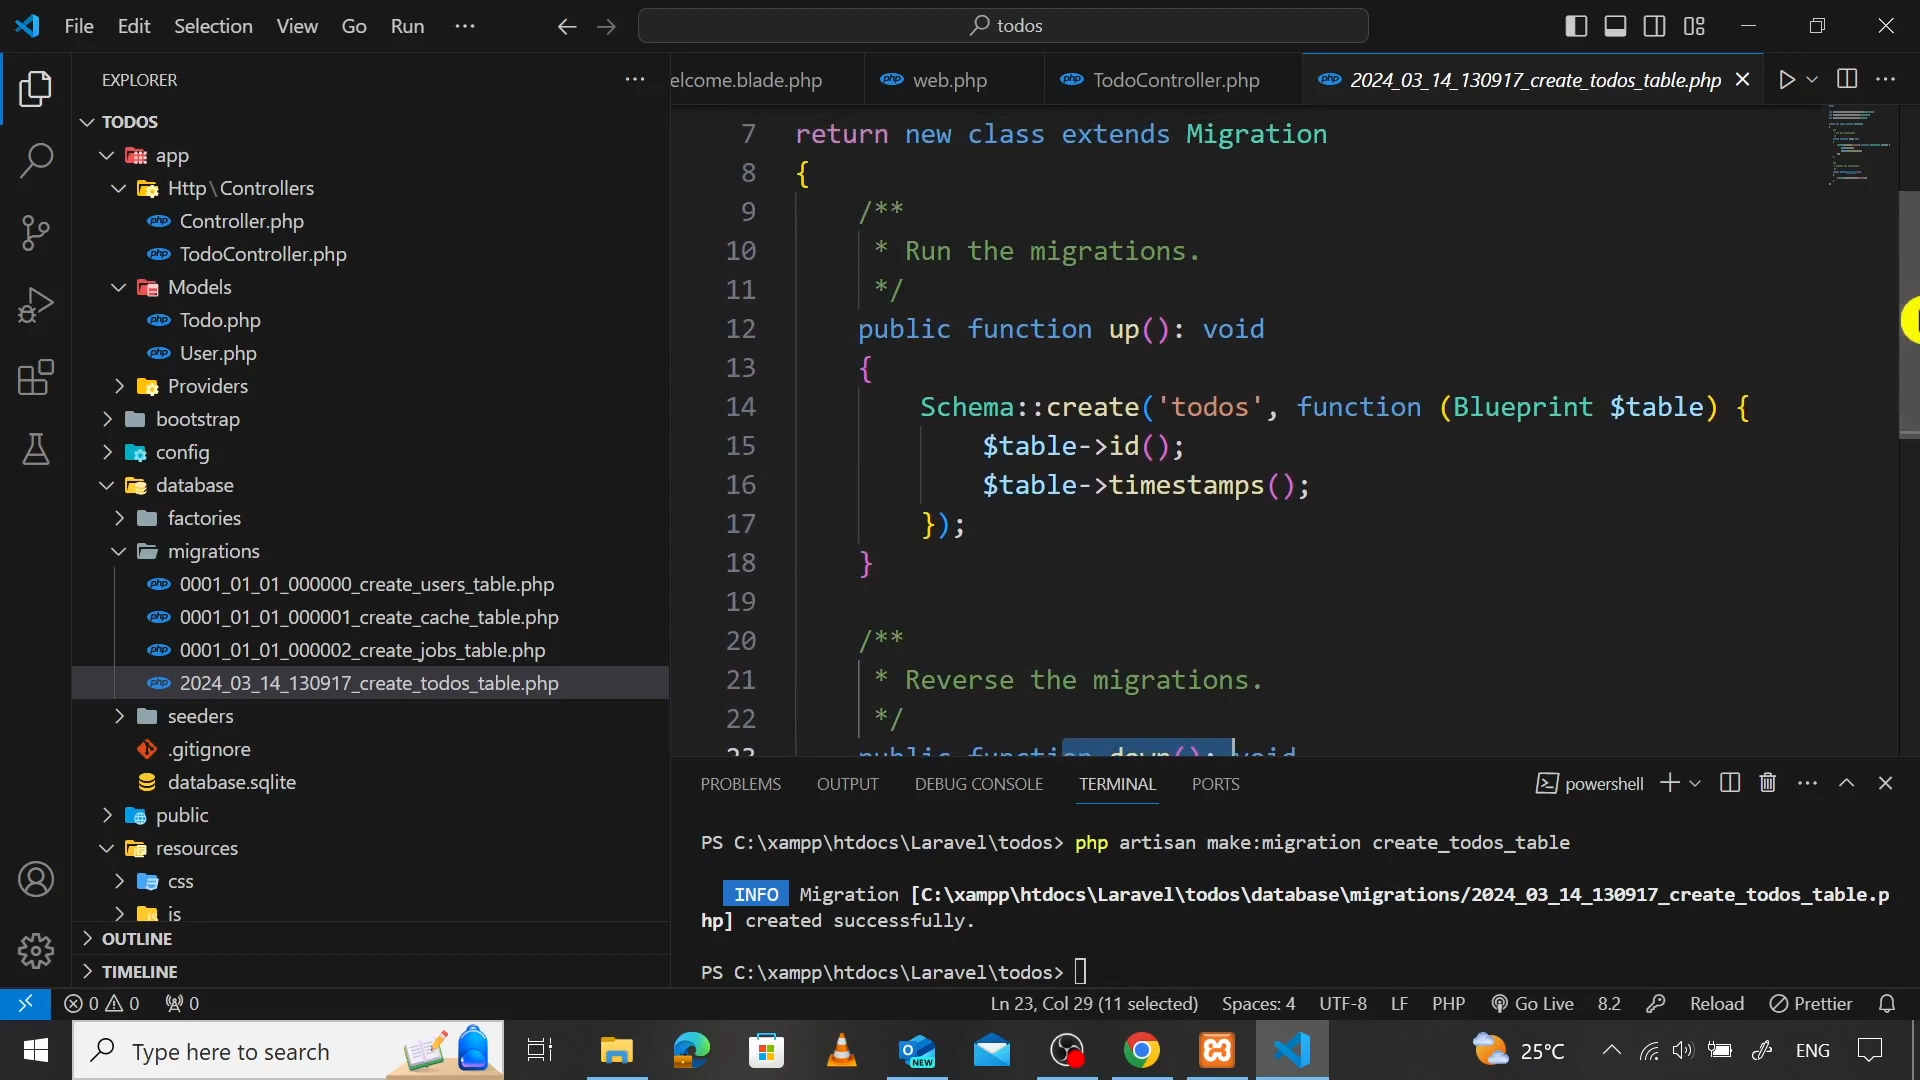 File Edit Selection View Go Run ···
todos
EXPLORER
elcome.blade.php
web.php
TodoController.php
2024_03_14_130917_create_todos_table.php
TODOS
app
Http\Controllers
Controller.php
TodoController.php
Models
Todo.php
User.php
Providers
bootstrap
config
database
factories
migrations
0001_01_01_000000_create_users_table.php
0001_01_01_000001_create_cache_table.php
0001_01_01_000002_create_jobs_table.php
2024_03_14_130917_create_todos_table.php
seeders
.gitignore
database.sqlite
public
resources
css
js
OUTLINE
TIMELINE
7 return new class extends Migration
8 {
9 /**
10 * Run the migrations.
11 */
12 public function up(): void
13 {
14 Schema::create('todos', function (Blueprint $table) {
15 $table->id();
16 $table->timestamps();
17 });
18 }
19
20 /**
21 * Reverse the migrations.
22 */
23 public function down(): void
PROBLEMS OUTPUT DEBUG CONSOLE TERMINAL PORTS
powershell
PS C:\xampp\htdocs\Laravel\todos> php artisan make:migration create_todos_table
INFO Migration [C:\xampp\htdocs\Laravel\todos\database\migrations/2024_03_14_130917_create_todos_table.p
hp] created successfully.
PS C:\xampp\htdocs\Laravel\todos>
0 0 0
Ln 23, Col 29 (11 selected) Spaces: 4 UTF-8 LF PHP Go Live 8.2 Reload Prettier
Type here to search
NEW
25°C
ENG